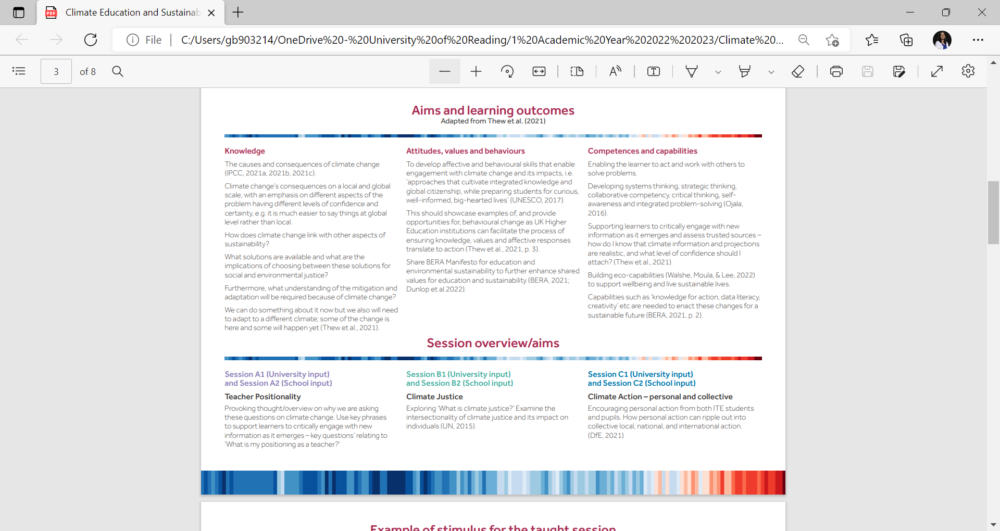 Climate Education and Sustainab
File
C:/Users/gb903214/OneDrive%20-%20University%20of%20Reading/1%20Academic%20Year%202022%202023/Climate%20...
3
of 8
Aims and learning outcomes
Adapted from Thew et al. (2021)
Knowledge
The causes and consequences of climate change
(IPCC, 2021a, 2021b, 2021c).
Climate change's consequences on a local and global
scale, with an emphasis on different aspects of the
problem having different levels of confidence and
certainty, e.g. it is much easier to say things at global
level rather than local.
How does climate change link with other aspects of
sustainability?
What solutions are available and what are the
implications of choosing between these solutions for
social and environmental justice?
Furthermore, what understanding of the mitigation and
adaptation will be required because of climate change?
We can do something about it now but we also will need
to adapt to a different climate; some of the change is
here and some will happen yet (Thew et al., 2021).
Attitudes, values and behaviours
To develop affective and behavioural skills that enable
engagement with climate change and its impacts, i.e.
'approaches that cultivate integrated knowledge and
global citizenship, while preparing students for curious,
well-informed, big-hearted lives' (UNESCO, 2017).
This should showcase examples of, and provide
opportunities for, behavioural change as UK Higher
Education institutions can facilitate the process of
ensuring knowledge, values and affective responses
translate to action (Thew et al., 2021, p. 3).
Share BERA Manifesto for education and
environmental sustainability to further enhance shared
values for education and sustainability (BERA, 2021;
Dunlop et al.2022).
Competences and capabilities
Enabling the learner to act and work with others to
solve problems.
Developing systems thinking, strategic thinking,
collaborative competency, critical thinking, self-
awareness and integrated problem-solving (Ojala,
2016).
Supporting learners to critically engage with new
information as it emerges and assess trusted sources –
how do I know that climate information and projections
are realistic, and what level of confidence should I
attach? (Thew et al., 2021).
Building eco-capabilities (Walshe, Moula, & Lee, 2022)
to support wellbeing and live sustainable lives.
Capabilities such as 'knowledge for action, data literacy,
creativity' etc are needed to enact these changes for a
sustainable future (BERA, 2021, p. 2).
Session overview/aims
Session A1 (University input)
and Session A2 (School input)
Teacher Positionality
Provoking thought/overview on why we are asking
these questions on climate change. Use key phrases
to support learners to critically engage with new
information as it emerges – key questions' relating to
'What is my positioning as a teacher?'
Session B1 (University input)
and Session B2 (School input)
Climate Justice
Exploring 'What is climate justice?' Examine the
intersectionality of climate justice and its impact on
individuals (UN, 2015).
Session C1 (University input)
and Session C2 (School input)
Climate Action – personal and collective
Encouraging personal action from both ITE students
and pupils. How personal action can ripple out into
collective local, national, and international action.
(DfE, 2021)
Example of stimulus for the taught session